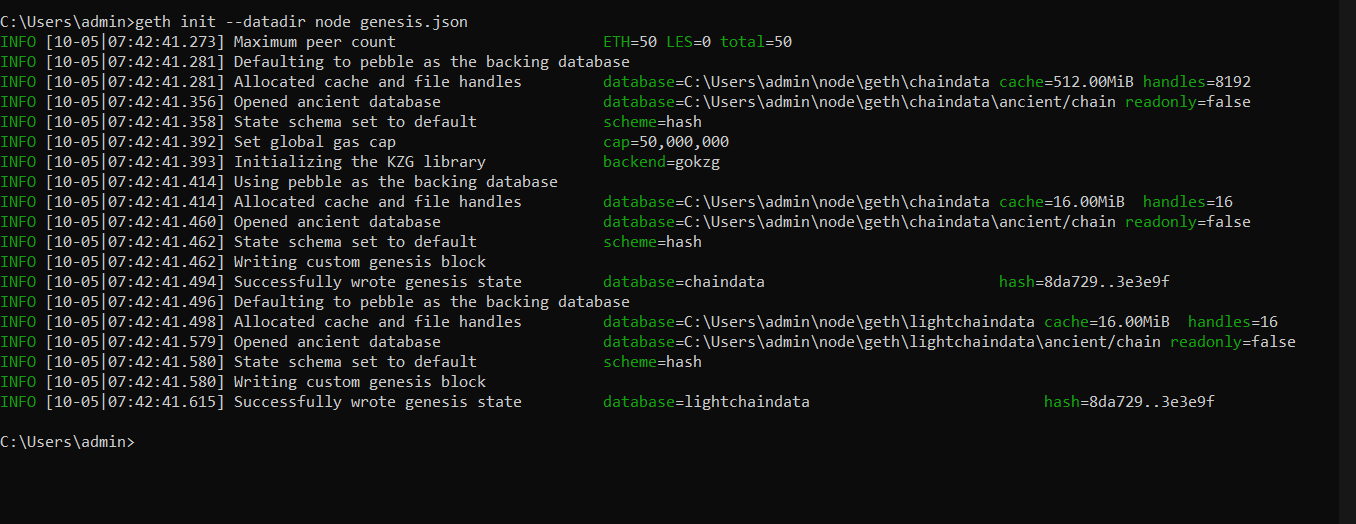 C:\Users\admin>geth init --datadir node genesis.json
INFO [10-05|07:42:41.273] Maximum peer count                       ETH=50 LES=0 total=50
INFO [10-05|07:42:41.281] Defaulting to pebble as the backing database
INFO [10-05|07:42:41.281] Allocated cache and file handles         database=C:\Users\admin\node\geth\chaindata cache=512.00MiB handles=8192
INFO [10-05|07:42:41.356] Opened ancient database                  database=C:\Users\admin\node\geth\chaindata\ancient/chain readonly=false
INFO [10-05|07:42:41.358] State schema set to default              scheme=hash
INFO [10-05|07:42:41.392] Set global gas cap                       cap=50,000,000
INFO [10-05|07:42:41.393] Initializing the KZG library             backend=gokzg
INFO [10-05|07:42:41.414] Using pebble as the backing database
INFO [10-05|07:42:41.414] Allocated cache and file handles         database=C:\Users\admin\node\geth\chaindata cache=16.00MiB  handles=16
INFO [10-05|07:42:41.460] Opened ancient database                  database=C:\Users\admin\node\geth\chaindata\ancient/chain readonly=false
INFO [10-05|07:42:41.462] State schema set to default              scheme=hash
INFO [10-05|07:42:41.462] Writing custom genesis block
INFO [10-05|07:42:41.494] Successfully wrote genesis state         database=chaindata                          hash=8da729..3e3e9f
INFO [10-05|07:42:41.496] Defaulting to pebble as the backing database
INFO [10-05|07:42:41.498] Allocated cache and file handles         database=C:\Users\admin\node\geth\lightchaindata cache=16.00MiB  handles=16
INFO [10-05|07:42:41.579] Opened ancient database                  database=C:\Users\admin\node\geth\lightchaindata\ancient/chain readonly=false
INFO [10-05|07:42:41.580] State schema set to default              scheme=hash
INFO [10-05|07:42:41.580] Writing custom genesis block
INFO [10-05|07:42:41.615] Successfully wrote genesis state         database=lightchaindata                          hash=8da729..3e3e9f
C:\Users\admin>